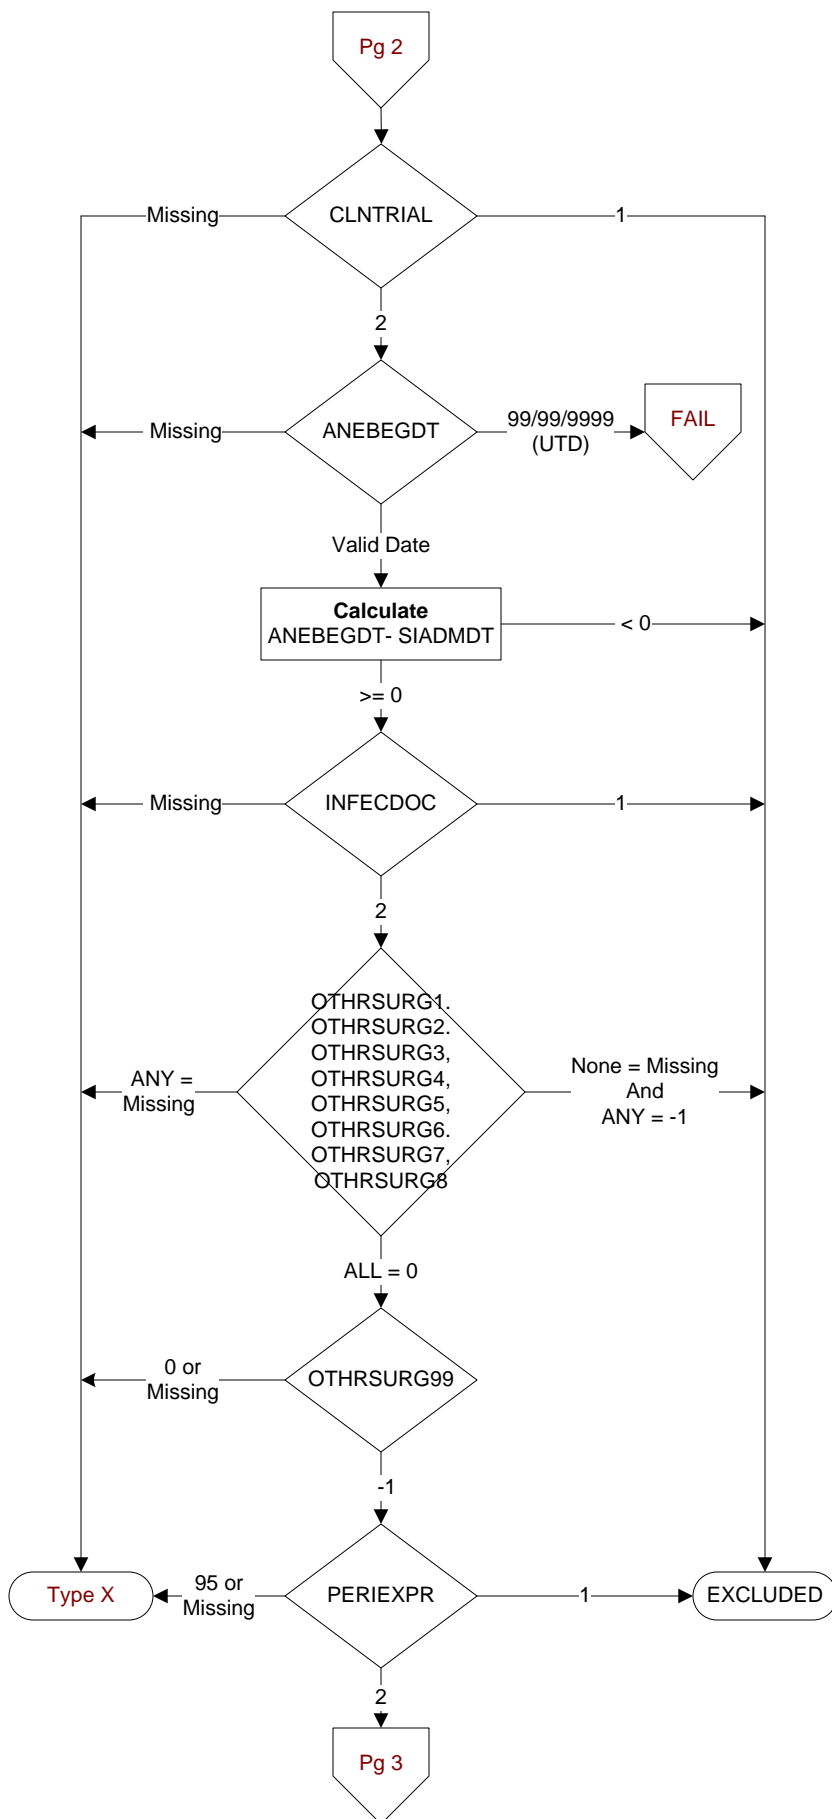 Pg 2
CLNTRIAL
Missing
1
2
ANEBEGDT
Missing
99/99/9999
(UTD)
FAIL
Valid Date
Calculate
ANEBEGDT- SIADMDT
< 0
>= 0
INFECDOC
Missing
1
2
OTHRSURG1.
OTHRSURG2.
OTHRSURG3,
OTHRSURG4,
OTHRSURG5,
OTHRSURG6.
OTHRSURG7,
OTHRSURG8
ANY =
Missing
None = Missing
And
ANY = -1
ALL = 0
OTHRSURG99
0 or
Missing
-1
Type X
95 or
Missing
PERIEXPR
1
EXCLUDED
2
Pg 3